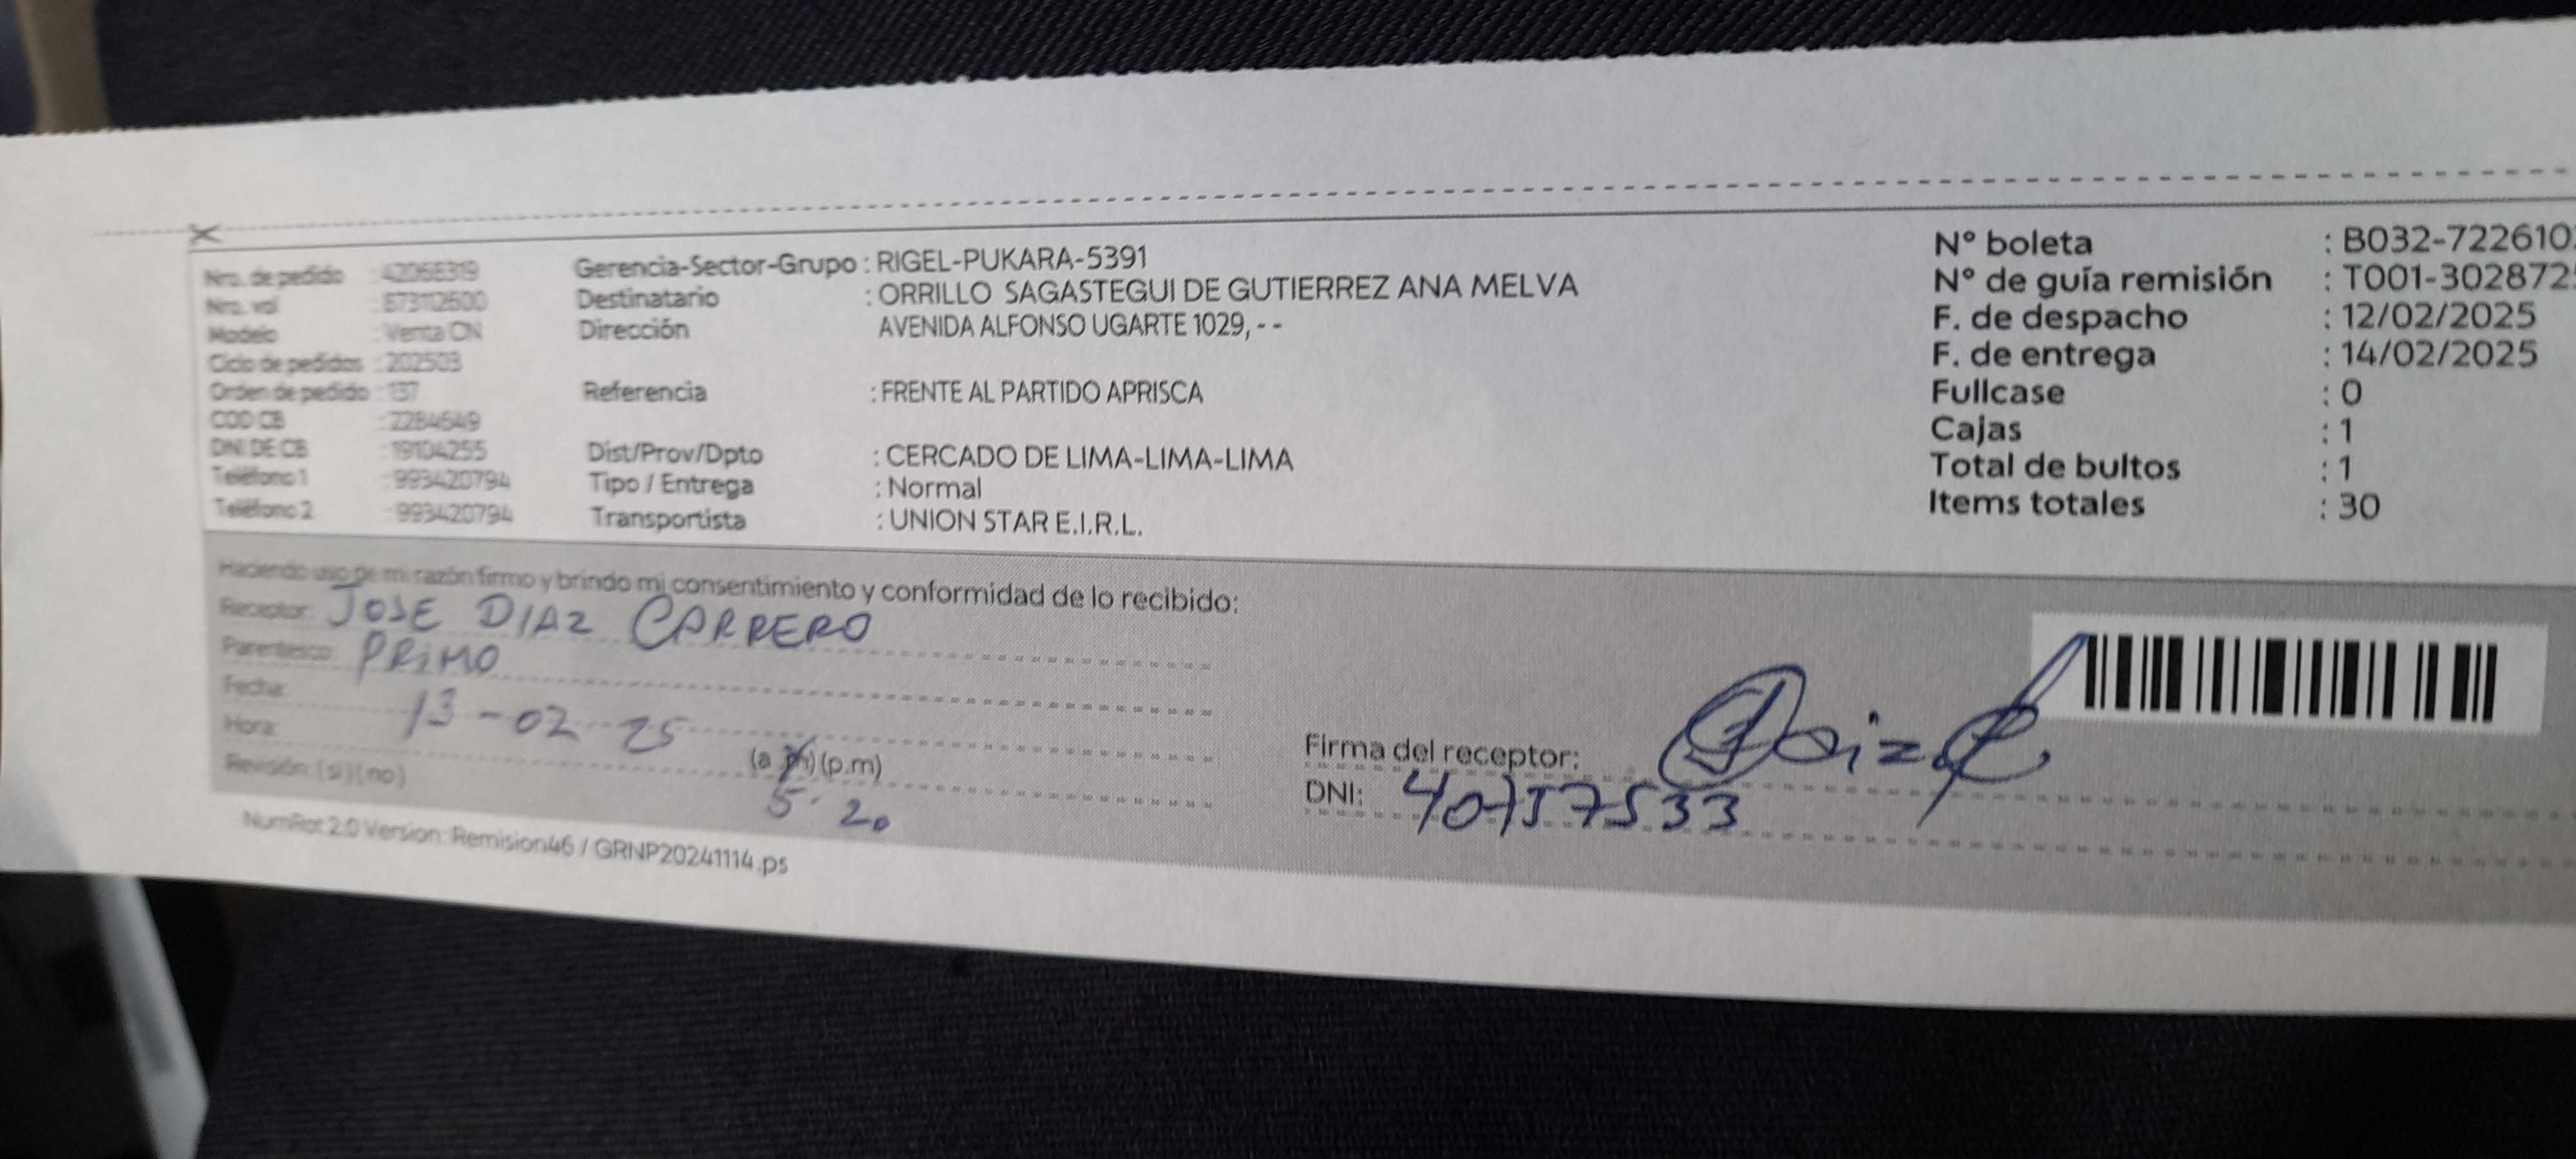 Nro. de pedido : 42068319
Nro. vol : 673112600
Modelo : Venta CN
Ciclo de pedidos : 202503
Orden de pedido : 137
COD CB : 2284649
DNI DE CB : 19104255
Teléfono 1 : 993420794
Teléfono 2 : 993420794
Gerencia-Sector-Grupo : RIGEL-PUKARA-5391
Destinatario : ORRILLO SAGASTEGUI DE GUTIERREZ ANA MELVA
Dirección AVENIDA ALFONSO UGARTE 1029, - -
Referencia : FRENTE AL PARTIDO APRISCA
Dist/Prov/Dpto : CERCADO DE LIMA-LIMA-LIMA
Tipo / Entrega : Normal
Transportista : UNION STAR E.I.R.L.
N° boleta : B032-722610
N° de guía remisión : T001-302872
F. de despacho : 12/02/2025
F. de entrega : 14/02/2025
Fullcase : 0
Cajas : 1
Total de bultos : 1
Items totales : 30
Haciendo uso de mi razón firmo y brindo mi consentimiento y conformidad de lo recibido:
Receptor: JOSE DIAZ CARRERO
Parentesco: PRIMO
Fecha: 13-02-25
Hora: (a m) (p.m)
5:20
Revisión: (si) (no)
Firma del receptor:
DNI:
NumRot 2.0 Version: Remision46 / GRNP20241114.ps